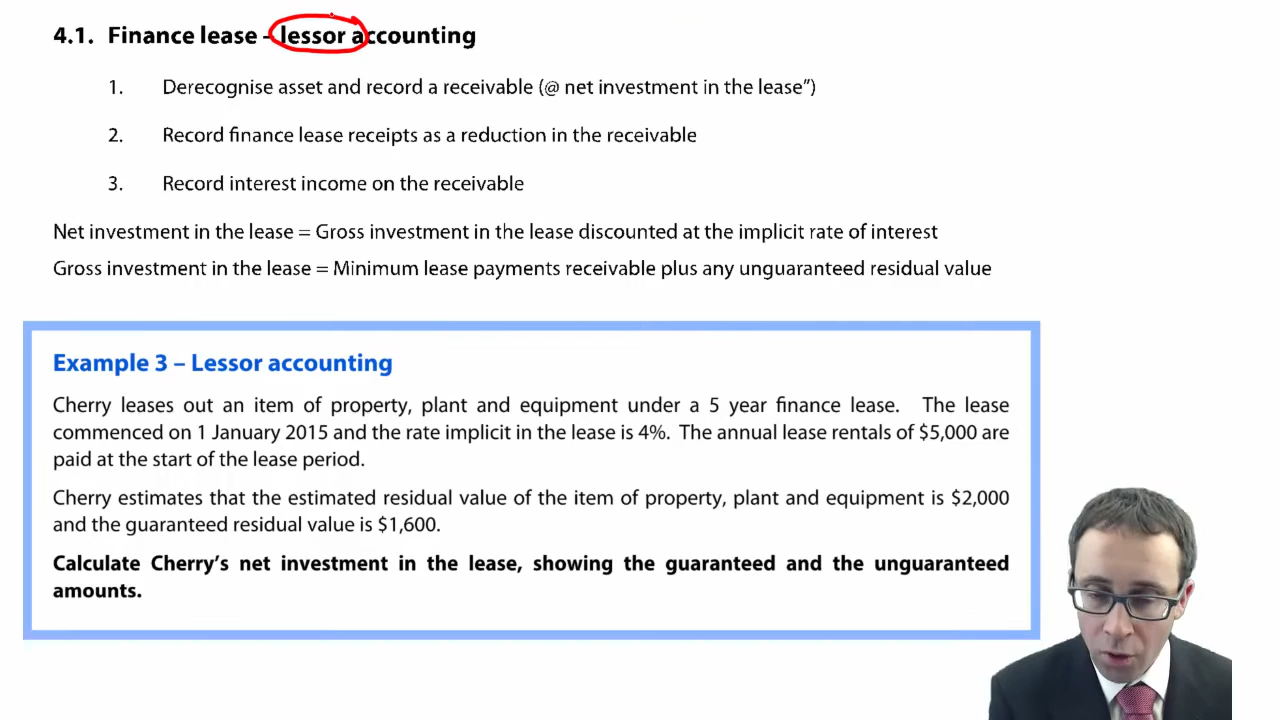 4.1. Finance lease - lessor accounting
1. Derecognise asset and record a receivable (@ net investment in the lease”)
2. Record finance lease receipts as a reduction in the receivable
3. Record interest income on the receivable
Net investment in the lease = Gross investment in the lease discounted at the implicit rate of interest
Gross investment in the lease = Minimum lease payments receivable plus any unguaranteed residual value
Example 3 – Lessor accounting
Cherry leases out an item of property, plant and equipment under a 5 year finance lease. The lease
commenced on 1 January 2015 and the rate implicit in the lease is 4%. The annual lease rentals of $5,000 are
paid at the start of the lease period.
Cherry estimates that the estimated residual value of the item of property, plant and equipment is $2,000
and the guaranteed residual value is $1,600.
Calculate Cherry’s net investment in the lease, showing the guaranteed and the unguaranteed
amounts.